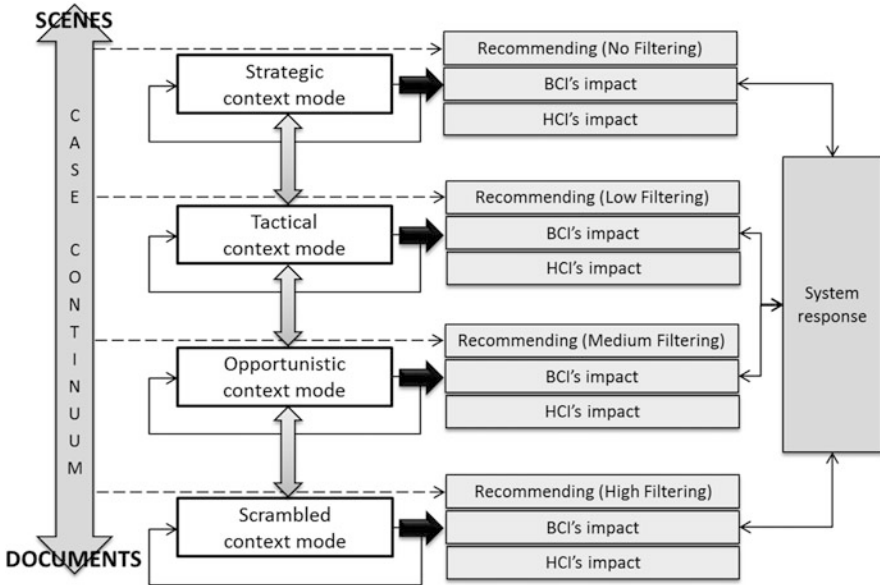 SCENES
CASE CONTINUUM
DOCUMENTS
Strategic
context mode
Recommending (No Filtering)
BCI's impact
HCI's impact
Tactical
context mode
Recommending (Low Filtering)
BCI's impact
HCI's impact
Opportunistic
context mode
Recommending (Medium Filtering)
BCI's impact
HCI's impact
Scrambled
context mode
Recommending (High Filtering)
BCI's impact
HCI's impact
System
response